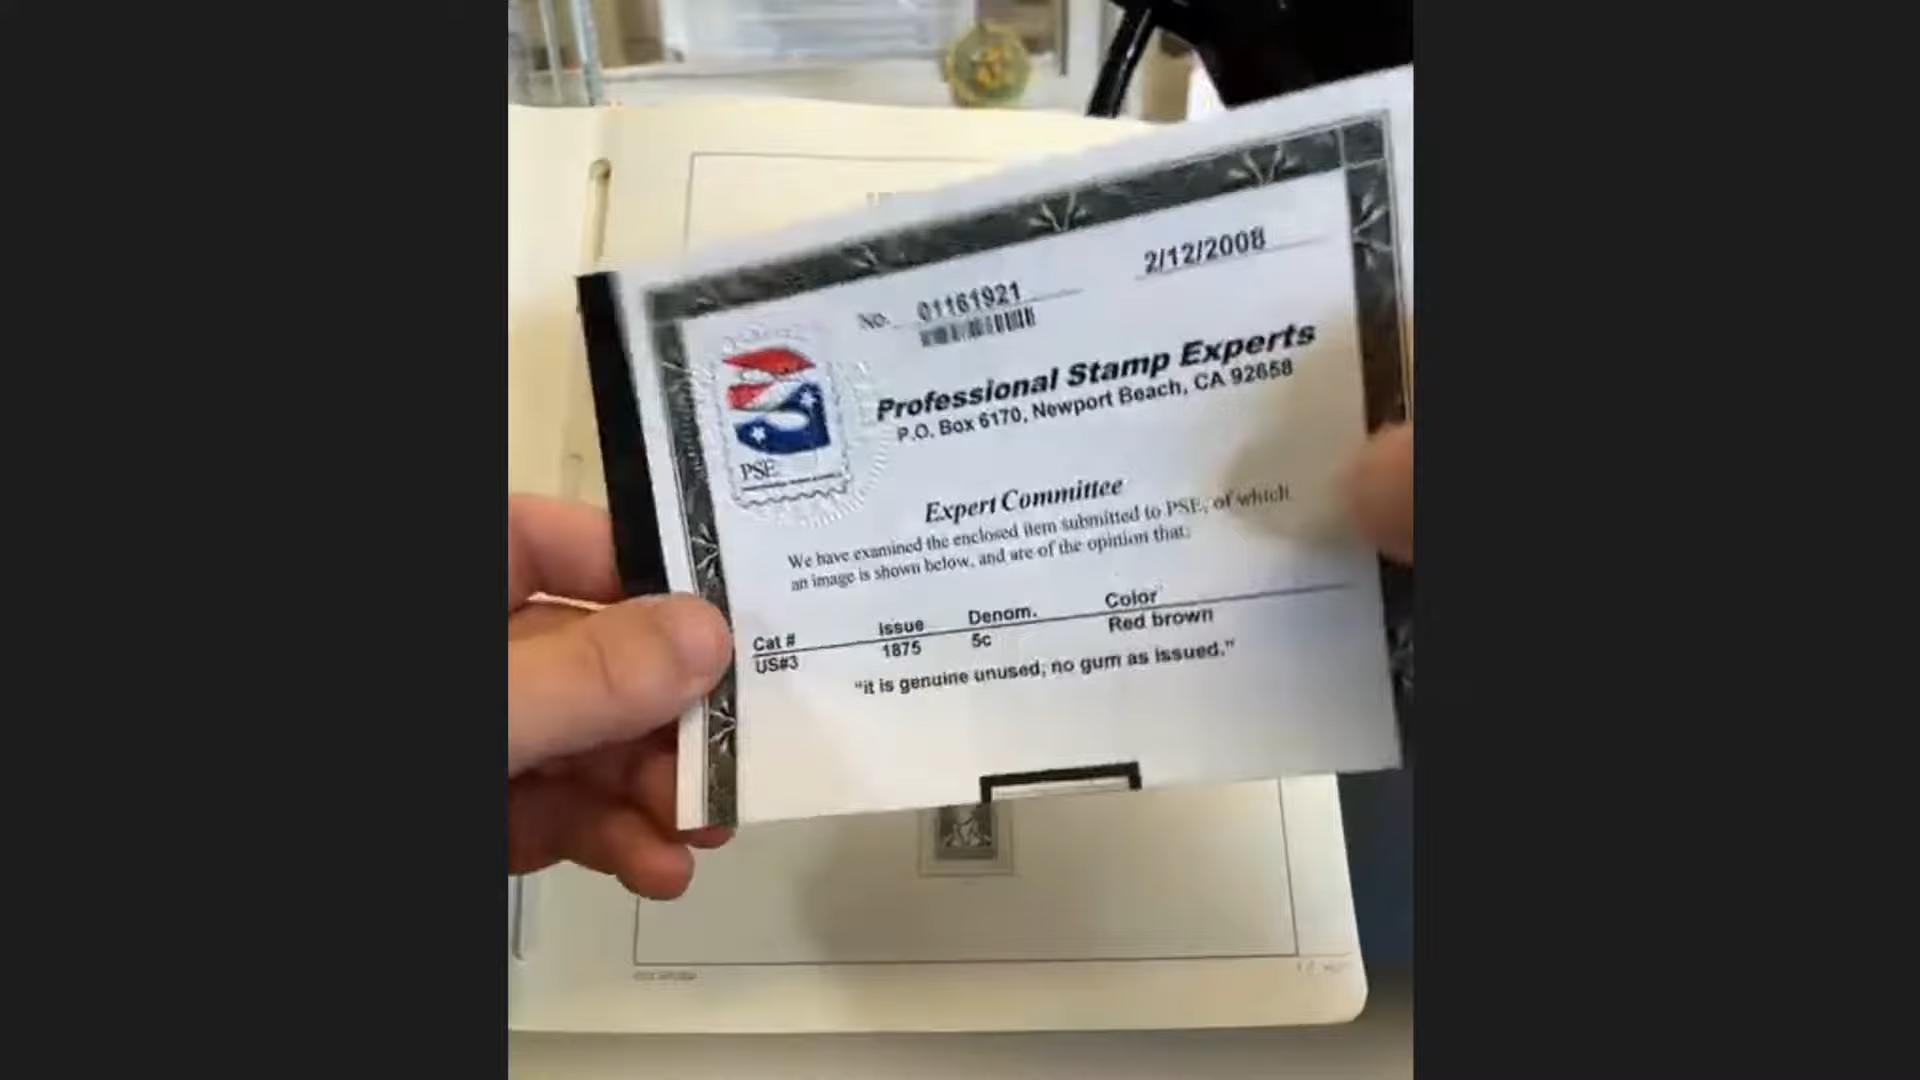 No. 01161921
2/12/2008
PSE
Professional Stamp Experts
P.O. Box 6170, Newport Beach, CA 92658
Expert Committee
We have examined the enclosed item submitted to PSE, of which
an image is shown below, and are of the opinion that:
Cat # Issue Denom. Color
US#3 1875 5c Red brown
"it is genuine unused, no gum as issued."